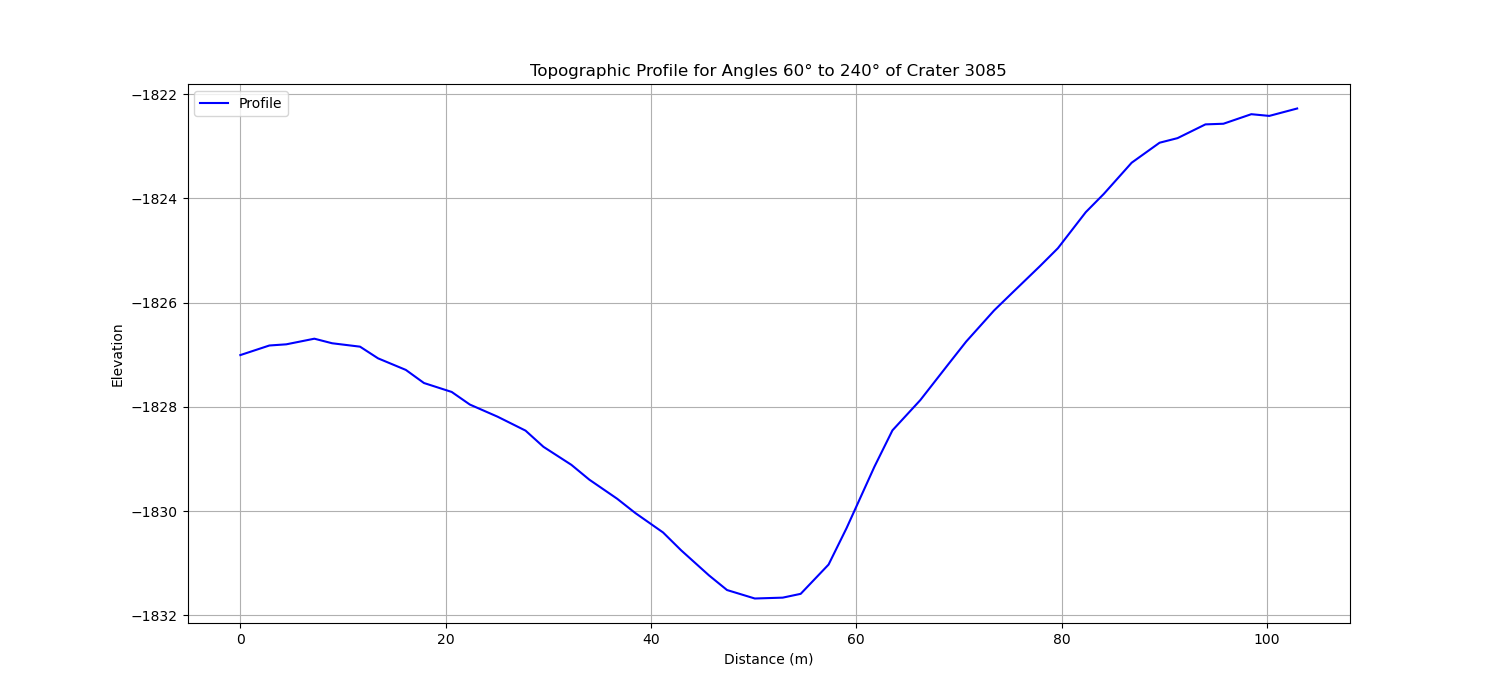 Topographic Profile for Angles 60° to 240° of Crater 3085
Profile
Elevation
−1822
−1824
−1826
−1828
−1830
−1832
0 20 40 60 80 100
Distance (m)